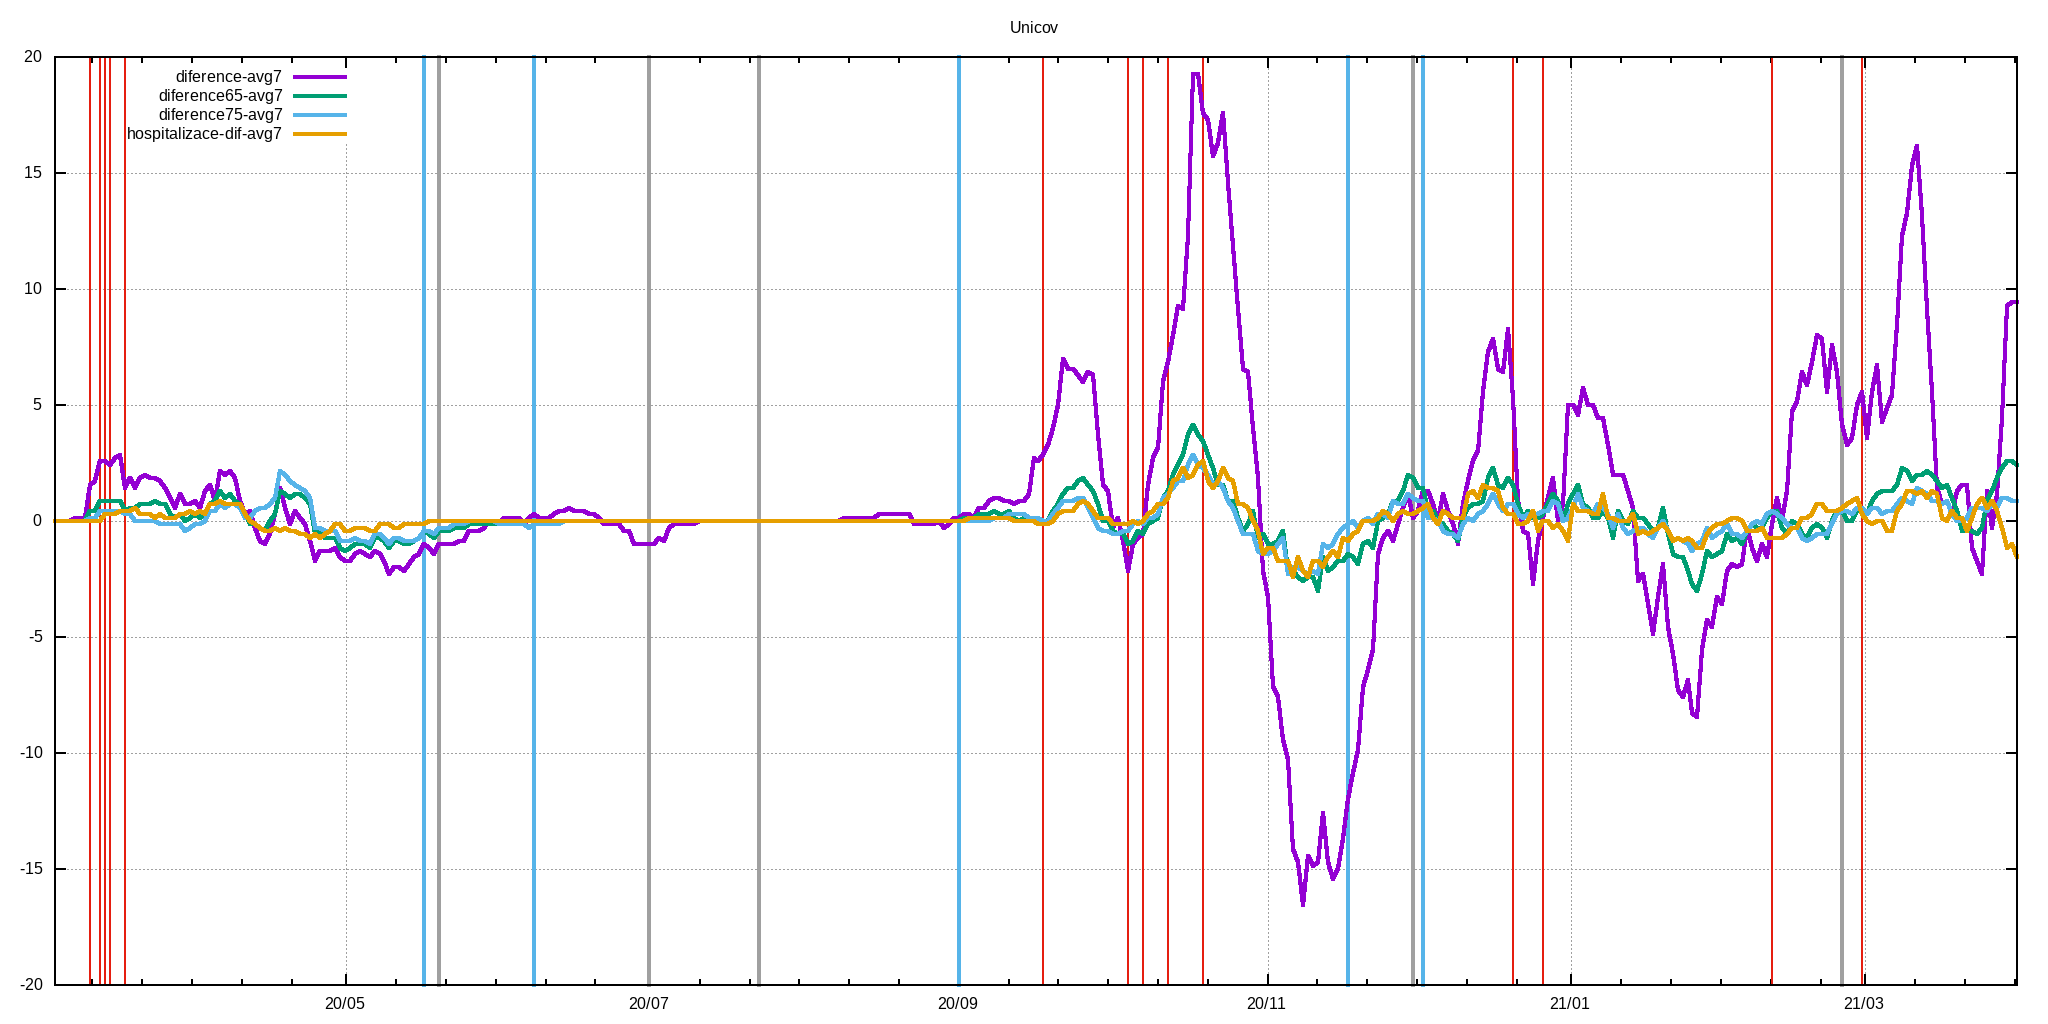 Unicov
diference-avg7
diference65-avg7
diference75-avg7
hospitalizace-dif-avg7
20
15
10
5
0
-5
-10
-15
-20
20/05 20/07 20/09 20/11 21/01 21/03